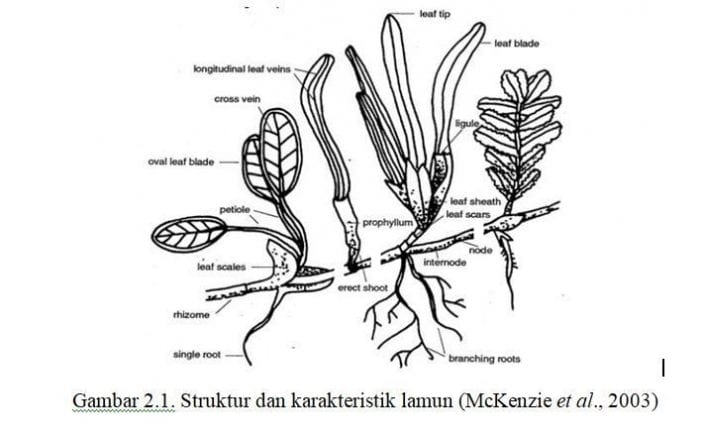 leaf tip
leaf blade
longitudinal leaf veins
cross vein
ligule
oval leaf blade
petiole
leaf sheath
leaf scars
prophyllum
node
internode
leaf scales
erect shoot
rhizome
single root
branching roots
Gambar 2.1. Struktur dan karakteristik lamun (McKenzie et al., 2003)